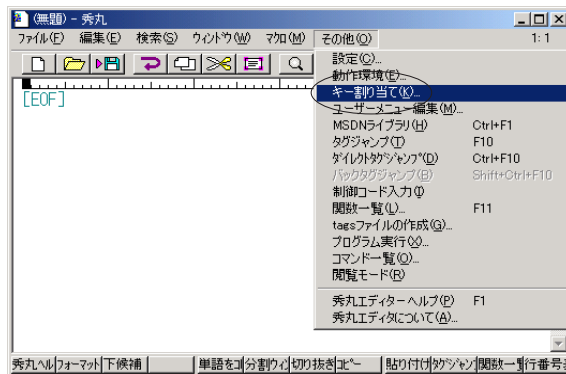 (無題) - 秀丸
ファイル(F) 編集(E) 検索(S) ウィンドウ(W) マクロ(M) その他(O) 1: 1
[EOF]
設定(C)...
動作環境(E)...
キー割り当て(K)...
ユーザーメニュー編集(M)...
MSDNライブラリ(H) Ctrl+F1
タグジャンプ(T) F10
ダイレクトタグジャンプ(D) Ctrl+F10
バックタグジャンプ(B) Shift+Ctrl+F10
制御コード入力(I)
関数一覧(L)... F11
tagsファイルの作成(G)...
プログラム実行(X)...
コマンド一覧(O)...
閲覧モード(R)
秀丸エディターヘルプ(P) F1
秀丸エディタについて(A)...
秀丸ヘル フォーマット 下候補 単語をコ 分割ウィ 切り抜き コピー 貼り付け タグジャン 関数一覧 行番号